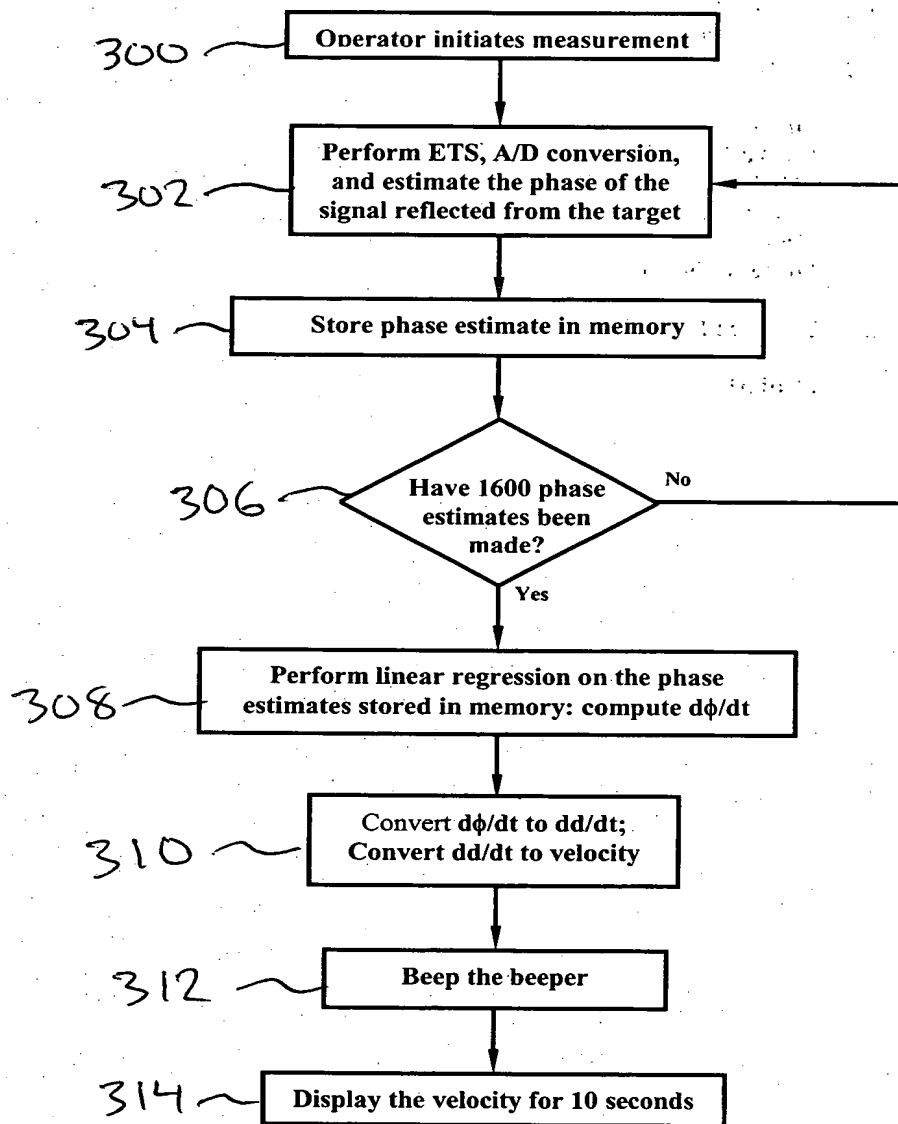 300
Operator initiates measurement
302
Perform ETS, A/D conversion,
and estimate the phase of the
signal reflected from the target
304
Store phase estimate in memory
306
Have 1600 phase
estimates been
made?
No
Yes
308
Perform linear regression on the phase
estimates stored in memory: compute dϕ/dt
310
Convert dϕ/dt to dd/dt;
Convert dd/dt to velocity
312
Beep the beeper
314
Display the velocity for 10 seconds